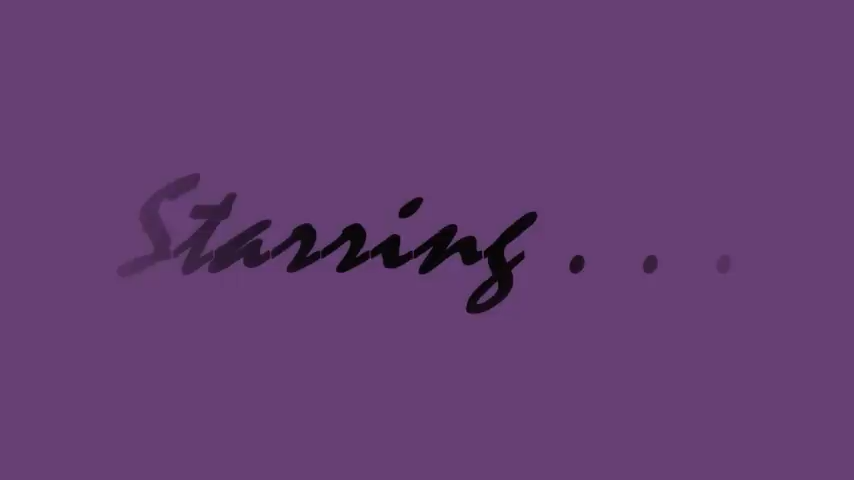 Starring . . .